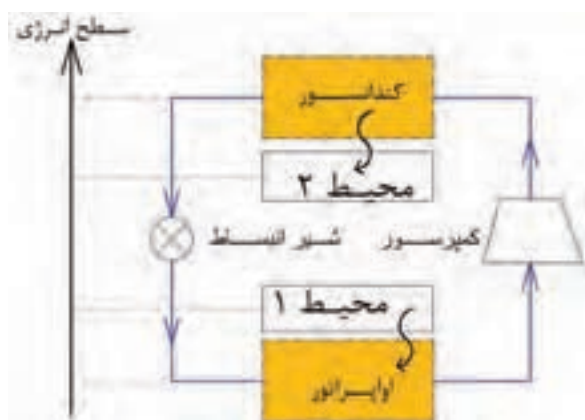 سطح انرژی
کندانسور
محیط ۲
شیر انبساط
کمپرسور
محیط ۱
اواپراتور